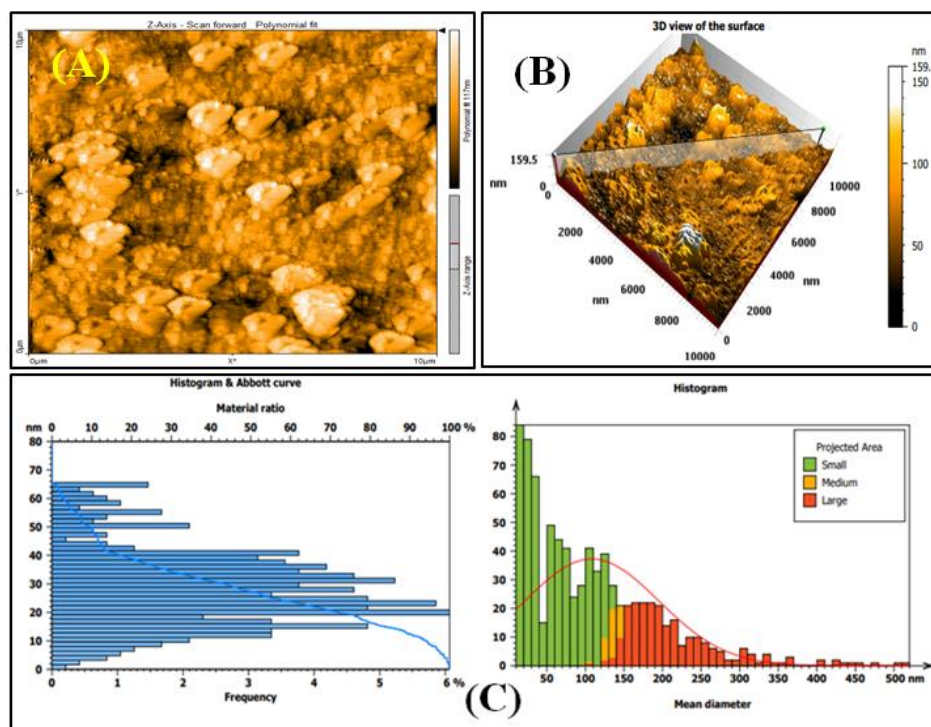 Z-Axis - Scan forward Polynomial fit
(A)
10µm
Y*
0µm
0µm X* 10µm
Polynomial fit 117nm
Z-Axis range
3D view of the surface
(B)
nm
159.
150
100
50
0
159.5
nm
0
0
2000
4000
nm
6000
8000
10000
10000
8000
6000
4000
nm
2000
0
Histogram & Abbott curve
Material ratio
nm 0 10 20 30 40 50 60 70 80 90 100 %
80
70
60
50
40
30
20
10
0
0 1 2 3 4 5 6 %
Frequency
(C)
Histogram
80
70
60
50
40
30
20
10
0
Projected Area
Small
Medium
Large
50 100 150 200 250 300 350 400 450 500 nm
Mean diameter